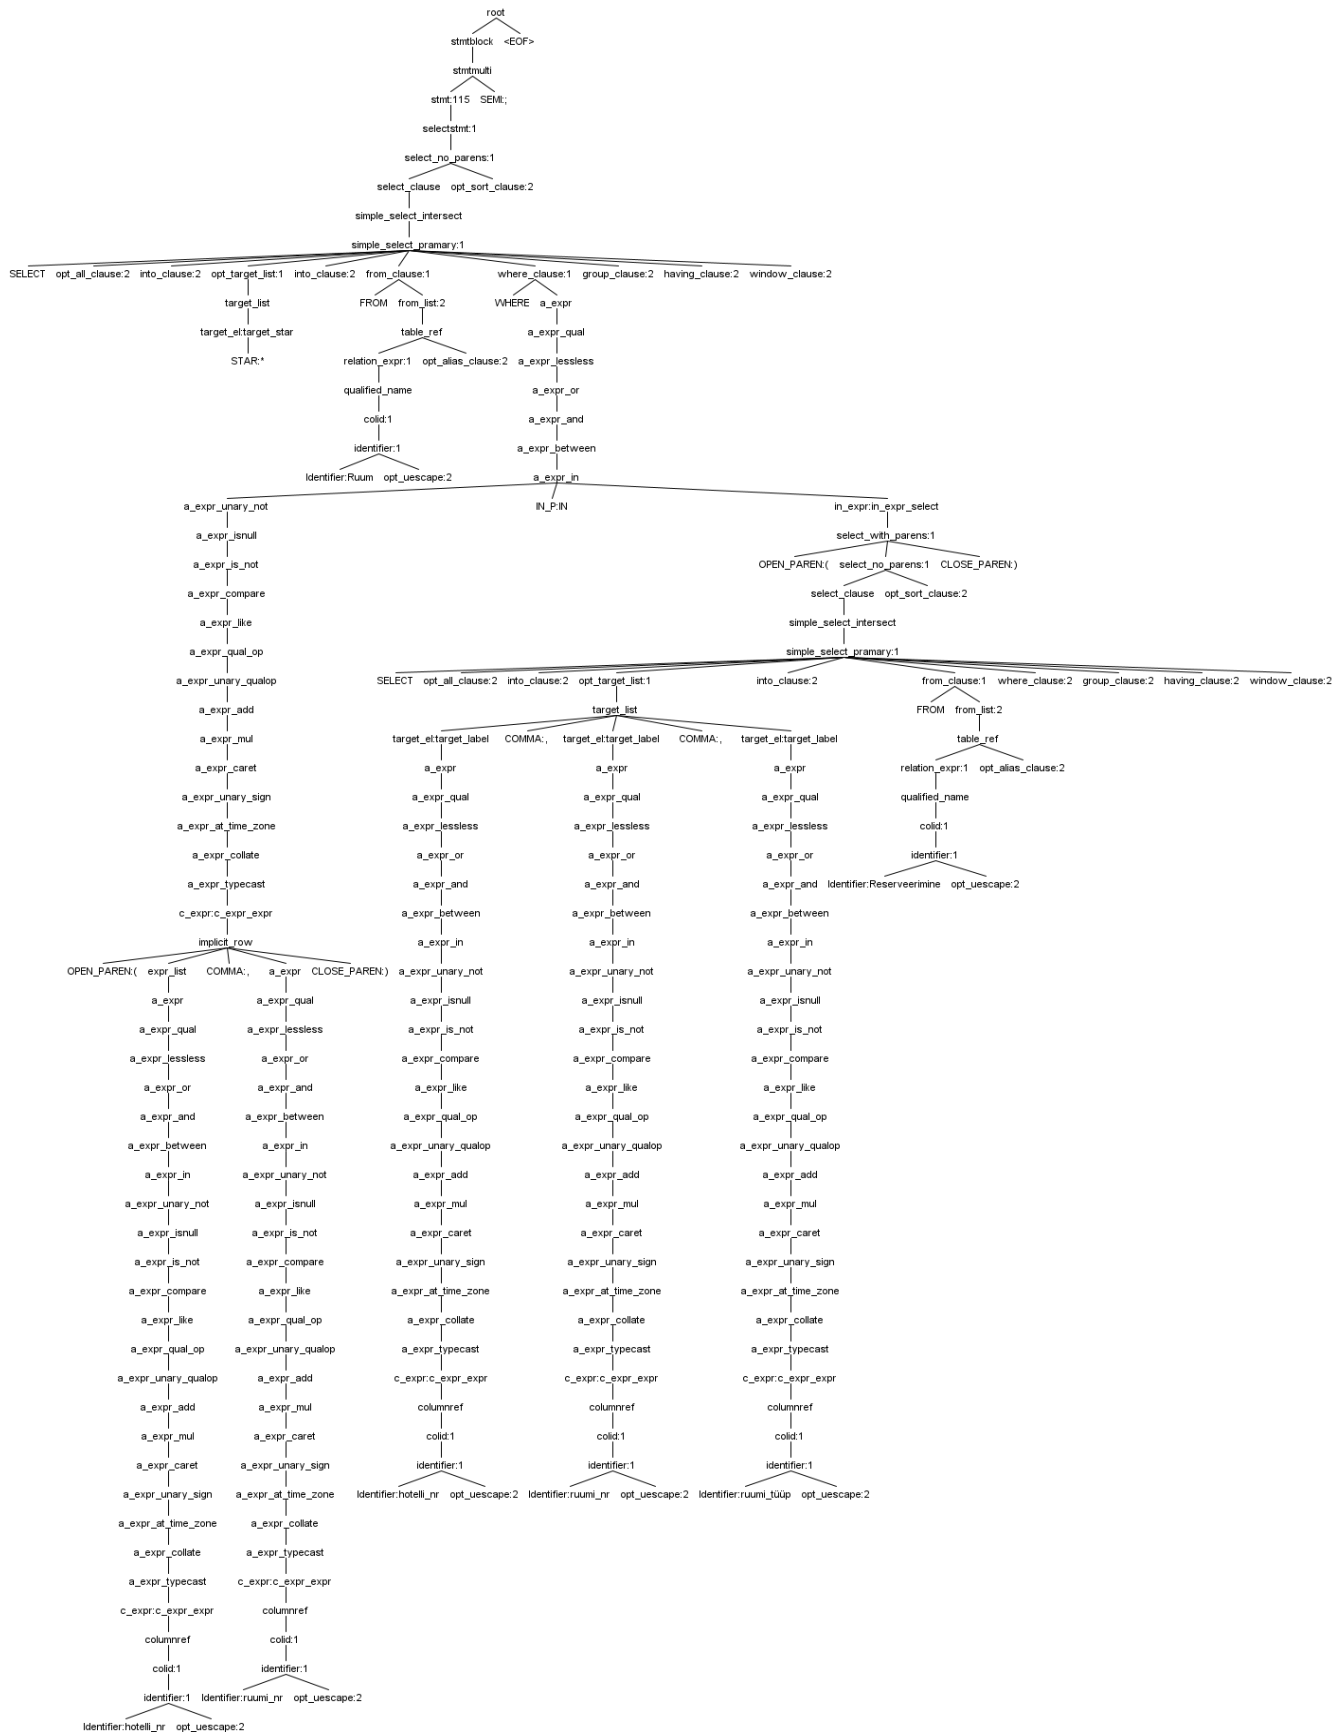 root
stmtblock <EOF>
stmtmulti
stmt:115 SEMI:;
selectstmt:1
select_no_parens:1
select_clause opt_sort_clause:2
simple_select_intersect
simple_select_pramary:1
SELECT opt_all_clause:2 into_clause:2 opt_target_list:1 into_clause:2 from_clause:1 where_clause:1 group_clause:2 having_clause:2 window_clause:2
target_list FROM from_list:2 WHERE a_expr
target_el:target_star table_ref a_expr_qual
STAR:* relation_expr:1 opt_alias_clause:2 a_expr_lessless
qualified_name a_expr_or
colid:1 a_expr_and
identifier:1 a_expr_between
Identifier:Ruum opt_uescape:2 a_expr_in
a_expr_unary_not IN_P:IN in_expr:in_expr_select
a_expr_isnull select_with_parens:1
a_expr_is_not OPEN_PAREN:( select_no_parens:1 CLOSE_PAREN:)
a_expr_compare select_clause opt_sort_clause:2
a_expr_like simple_select_intersect
a_expr_qual_op simple_select_pramary:1
a_expr_unary_qualop SELECT opt_all_clause:2 into_clause:2 opt_target_list:1 into_clause:2 from_clause:1 where_clause:2 group_clause:2 having_clause:2 window_clause:2
a_expr_add target_list FROM from_list:2
a_expr_mul target_el:target_label COMMA:, target_el:target_label COMMA:, target_el:target_label table_ref
a_expr_caret a_expr a_expr a_expr relation_expr:1 opt_alias_clause:2
a_expr_unary_sign a_expr_qual a_expr_qual a_expr_qual qualified_name
a_expr_at_time_zone a_expr_lessless a_expr_lessless a_expr_lessless colid:1
a_expr_collate a_expr_or a_expr_or a_expr_or identifier:1
a_expr_typecast a_expr_and a_expr_and a_expr_and Identifier:Reserveerimine opt_uescape:2
c_expr:c_expr_expr a_expr_between a_expr_between a_expr_between
implicit_row a_expr_in a_expr_in a_expr_in
OPEN_PAREN:( expr_list COMMA:, a_expr CLOSE_PAREN:) a_expr_unary_not a_expr_unary_not a_expr_unary_not
a_expr a_expr_qual a_expr_isnull a_expr_isnull a_expr_isnull
a_expr_qual a_expr_lessless a_expr_is_not a_expr_is_not a_expr_is_not
a_expr_lessless a_expr_or a_expr_compare a_expr_compare a_expr_compare
a_expr_or a_expr_and a_expr_like a_expr_like a_expr_like
a_expr_and a_expr_between a_expr_qual_op a_expr_qual_op a_expr_qual_op
a_expr_between a_expr_in a_expr_unary_qualop a_expr_unary_qualop a_expr_unary_qualop
a_expr_in a_expr_unary_not a_expr_add a_expr_add a_expr_add
a_expr_unary_not a_expr_isnull a_expr_mul a_expr_mul a_expr_mul
a_expr_isnull a_expr_is_not a_expr_caret a_expr_caret a_expr_caret
a_expr_is_not a_expr_compare a_expr_unary_sign a_expr_unary_sign a_expr_unary_sign
a_expr_compare a_expr_like a_expr_at_time_zone a_expr_at_time_zone a_expr_at_time_zone
a_expr_like a_expr_qual_op a_expr_collate a_expr_collate a_expr_collate
a_expr_qual_op a_expr_unary_qualop a_expr_typecast a_expr_typecast a_expr_typecast
a_expr_unary_qualop a_expr_add c_expr:c_expr_expr c_expr:c_expr_expr c_expr:c_expr_expr
a_expr_add a_expr_mul columnref columnref columnref
a_expr_mul a_expr_caret colid:1 colid:1 colid:1
a_expr_caret a_expr_unary_sign identifier:1 identifier:1 identifier:1
a_expr_unary_sign a_expr_at_time_zone Identifier:hotelli_nr opt_uescape:2 Identifier:ruumi_nr opt_uescape:2 Identifier:ruumi_tüüp opt_uescape:2
a_expr_at_time_zone a_expr_collate
a_expr_collate a_expr_typecast
a_expr_typecast c_expr:c_expr_expr
c_expr:c_expr_expr columnref
columnref colid:1
colid:1 identifier:1
identifier:1 Identifier:ruumi_nr opt_uescape:2
Identifier:hotelli_nr opt_uescape:2